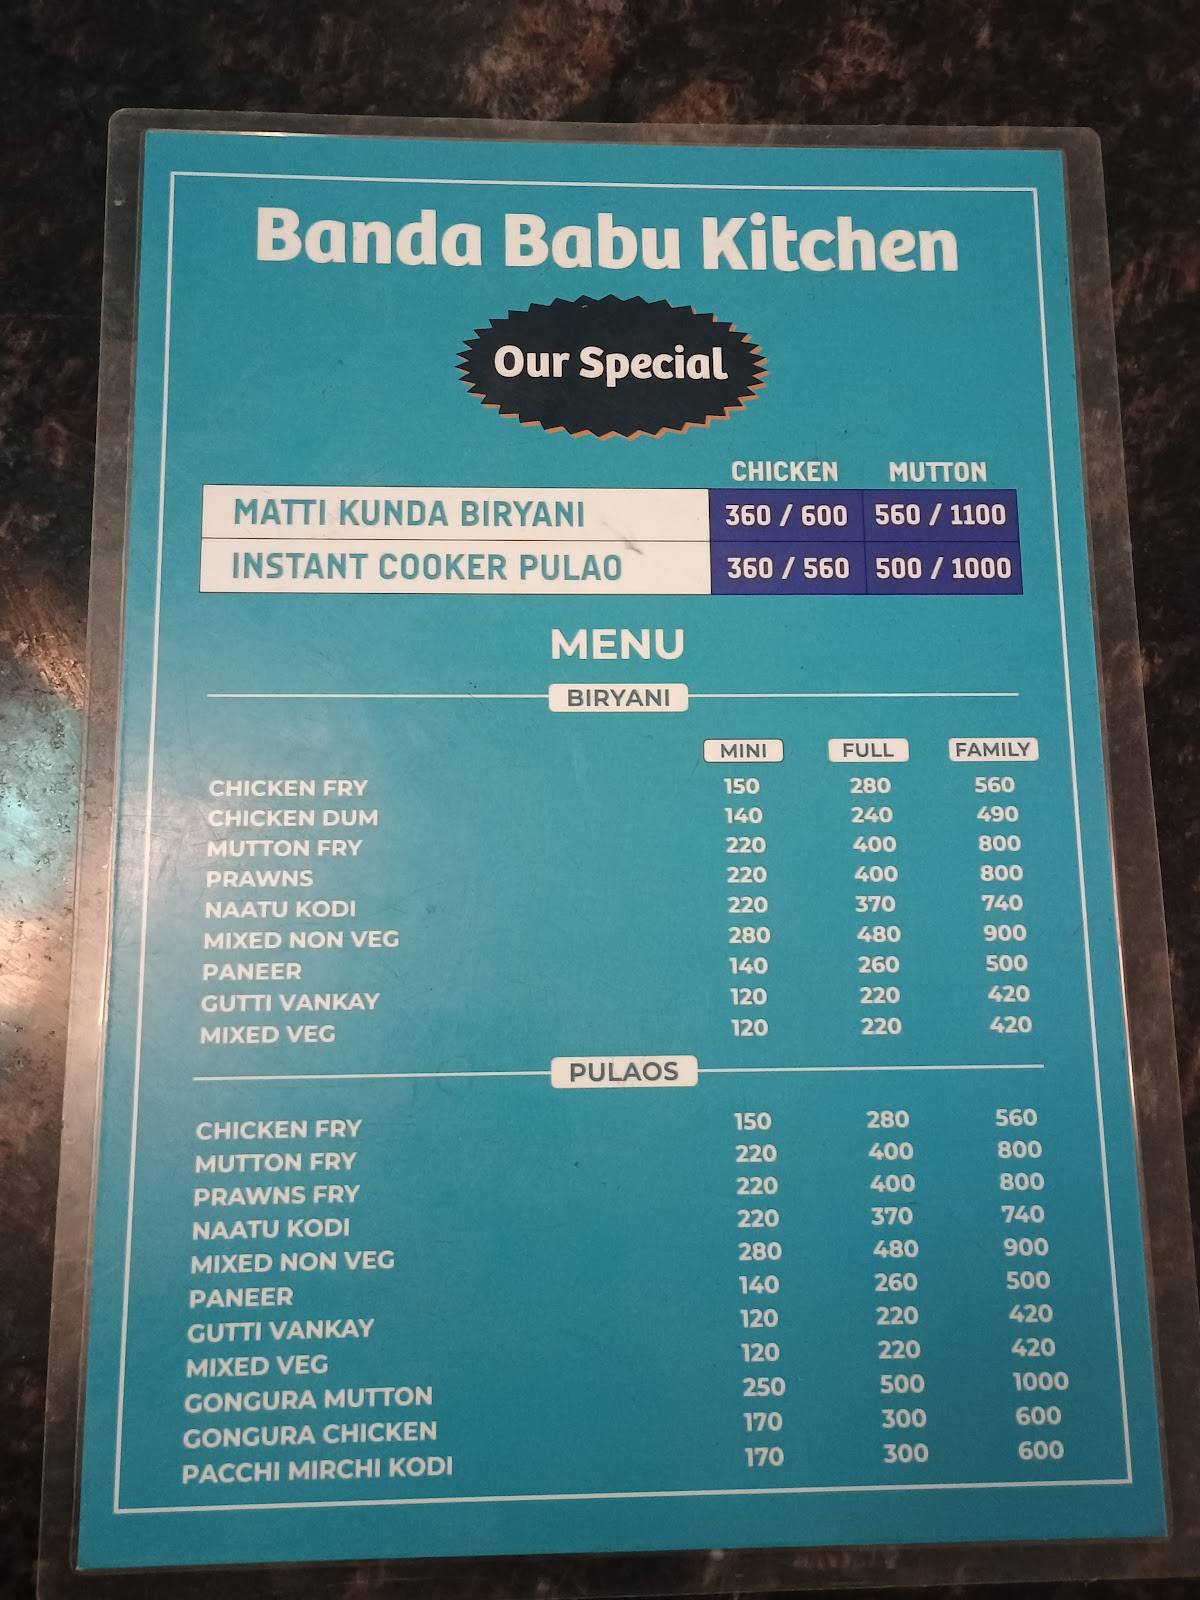 Banda Babu Kitchen
Our Special
CHICKEN MUTTON
MATTI KUNDA BIRYANI 360 / 600 560 / 1100
INSTANT COOKER PULAO 360 / 560 500 / 1000
MENU
BIRYANI
MINI FULL FAMILY
CHICKEN FRY 150 280 560
CHICKEN DUM 140 240 490
MUTTON FRY 220 400 800
PRAWNS 220 400 800
NAATU KODI 220 370 740
MIXED NON VEG 280 480 900
PANEER 140 260 500
GUTTI VANKAY 120 220 420
MIXED VEG 120 220 420
PULAOS
CHICKEN FRY 150 280 560
MUTTON FRY 220 400 800
PRAWNS FRY 220 400 800
NAATU KODI 220 370 740
MIXED NON VEG 280 480 900
PANEER 140 260 500
GUTTI VANKAY 120 220 420
MIXED VEG 120 220 420
GONGURA MUTTON 250 500 1000
GONGURA CHICKEN 170 300 600
PACCHI MIRCHI KODI 170 300 600